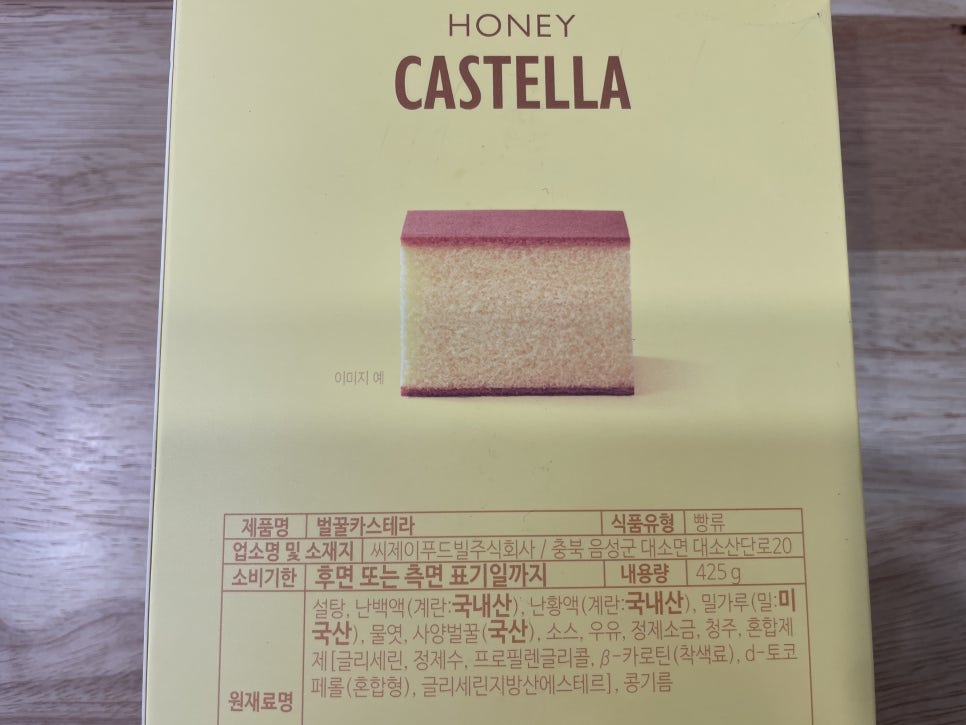 HONEY
CASTELLA
이미지 예
제품명 벌꿀카스테라 식품유형 빵류
업소명 및 소재지 씨제이푸드빌주식회사 / 충북 음성군 대소면 대소산단로20
소비기한 후면 또는 측면 표기일까지 내용량 425 g
설탕, 난백액(계란:국내산), 난황액(계란:국내산), 밀가루(밀:미
국산), 물엿, 사양벌꿀(국산), 소스, 우유, 정제소금, 청주, 혼합제
제[글리세린, 정제수, 프로필렌글리콜, β-카로틴(착색료), d-토코
페롤(혼합형), 글리세린지방산에스테르], 콩기름
원재료명